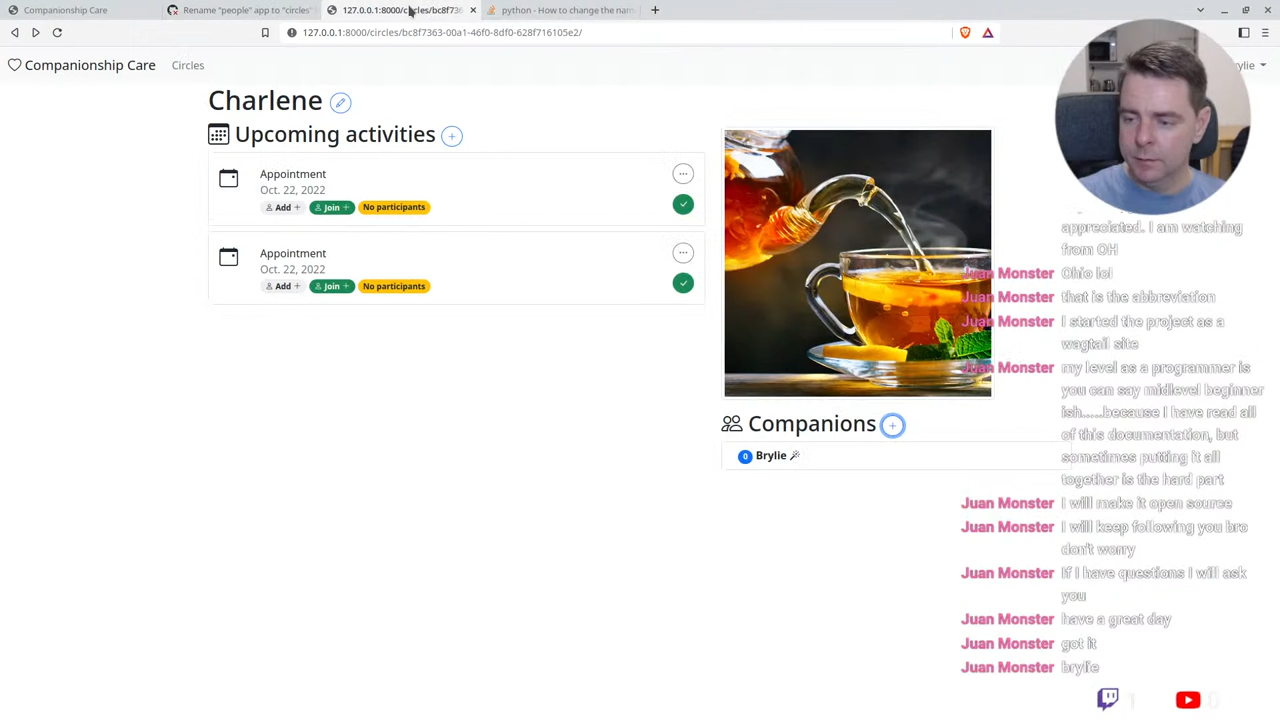 Companionship Care
Rename "people" app to "circles"
127.0.0.1:8000/circles/bc8f736
python - How to change the nam
127.0.0.1:8000/circles/bc8f7363-00a1-46f0-8df0-628f716105e2/
Companionship Care
Circles
Charlene
Upcoming activities
Appointment
Oct. 22, 2022
Add
Join
No participants
Appointment
Oct. 22, 2022
Add
Join
No participants
Companions
0 Brylie
appreciated. I am watching
from OH
Juan Monster Ohio lol
Juan Monster that is the abbreviation
Juan Monster I started the project as a
wagtail site
Juan Monster my level as a programmer is
you can say midlevel beginner
ish.....because I have read all
of this documentation, but
sometimes putting it all
together is the hard part
Juan Monster I will make it open source
Juan Monster I will keep following you bro
don't worry
Juan Monster If I have questions I will ask
you
Juan Monster have a great day
Juan Monster got it
Juan Monster brylie